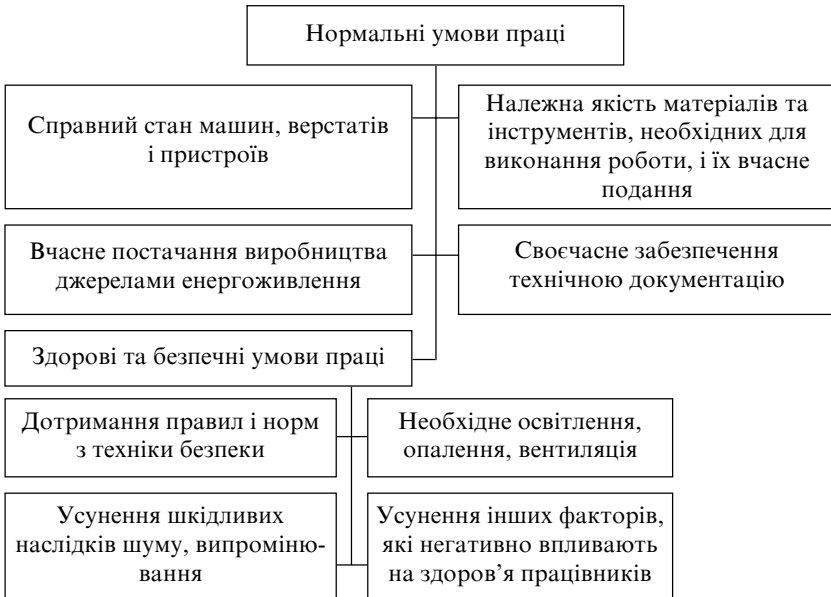 Нормальні умови праці
Справний стан машин, верстатів
і пристроїв
Належна якість матеріалів та
інструментів, необхідних для
виконання роботи, і їх вчасне
подання
Вчасне постачання виробництва
джерелами енергоживлення
Своєчасне забезпечення
технічною документацію
Здорові та безпечні умови праці
Дотримання правил і норм
з техніки безпеки
Необхідне освітлення,
опалення, вентиляція
Усунення шкідливих
наслідків шуму, випроміню-
вання
Усунення інших факторів,
які негативно впливають
на здоров'я працівників